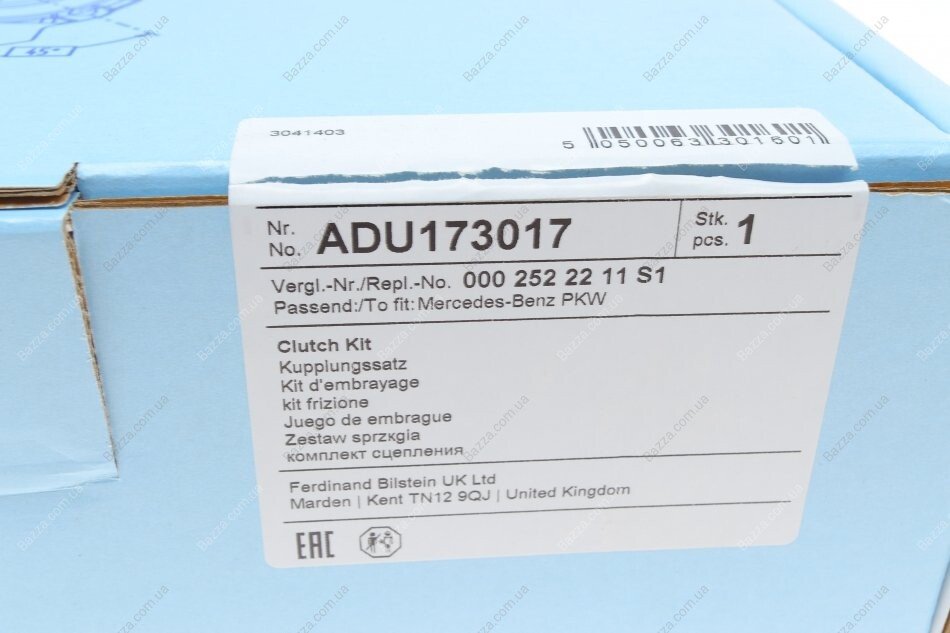 45°
3041403
5 050063 301601
Nr.
No. ADU173017
Stk.
pcs. 1
Vergl.-Nr./Repl.-No. 000 252 22 11 S1
Passend:/To fit: Mercedes-Benz PKW
Clutch Kit
Kupplungssatz
Kit d'embrayage
kit frizione
Juego de embrague
Zestaw sprzxgia
комплект сцепления
Ferdinand Bilstein UK Ltd
Marden | Kent TN12 9QJ | United Kingdom
EAC
Bazza.com.ua